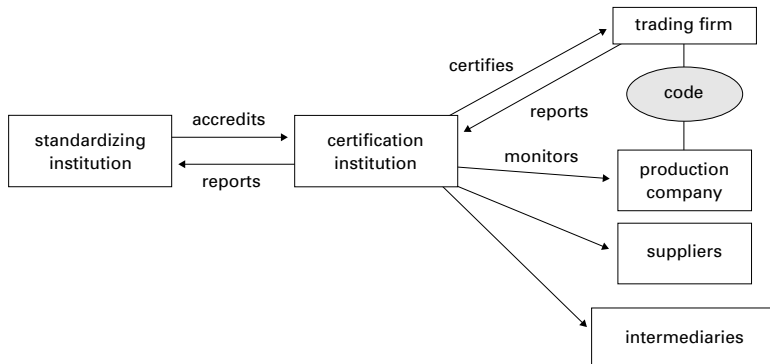 trading firm
certifies
code
reports
accredits
standardizing
institution
certification
institution
monitors
production
company
reports
suppliers
intermediaries